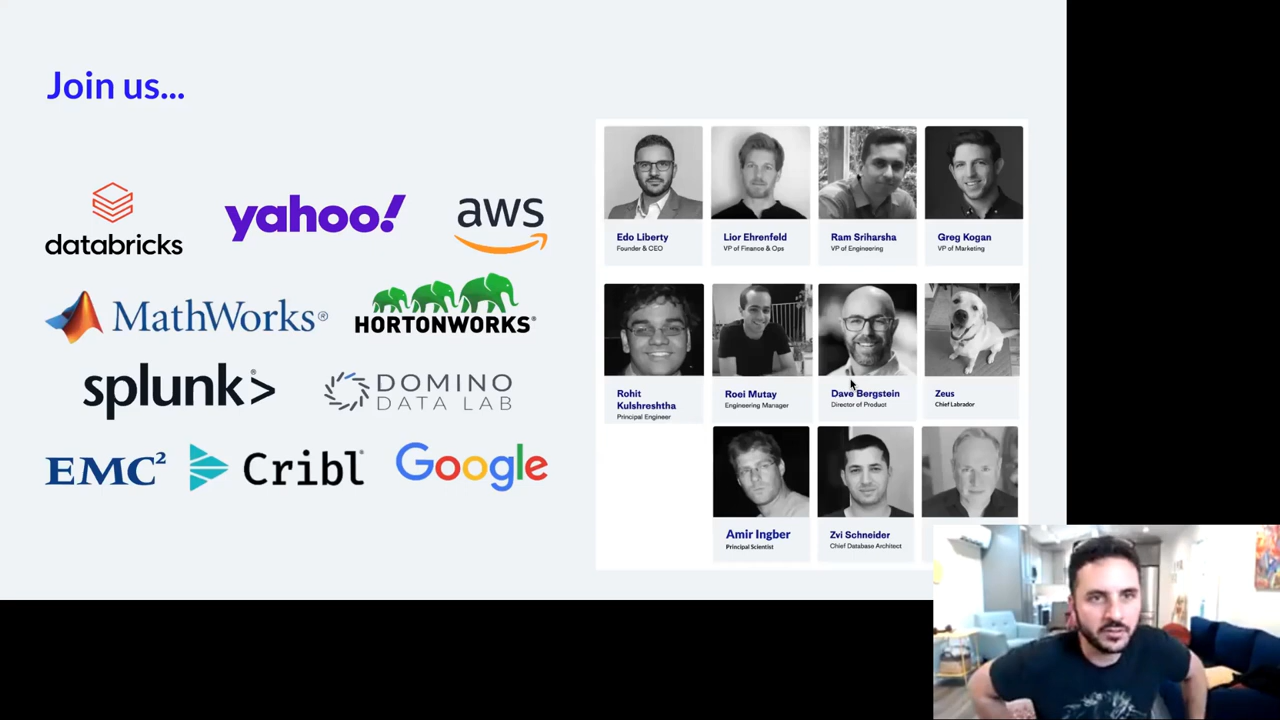 Join us...
databricks
yahoo!
aws
MathWorks®
HORTONWORKS®
splunk>®
DOMINO
DATA LAB
EMC²
Cribl®
Google
Edo Liberty
Founder & CEO
Lior Ehrenfeld
VP of Finance & Ops
Ram Sriharsha
VP of Engineering
Greg Kogan
VP of Marketing
Rohit
Kulshreshtha
Principal Engineer
Roei Mutay
Engineering Manager
Dave Bergstein
Director of Product
Zeus
Chief Labrador
Amir Ingber
Principal Scientist
Zvi Schneider
Chief Database Architect